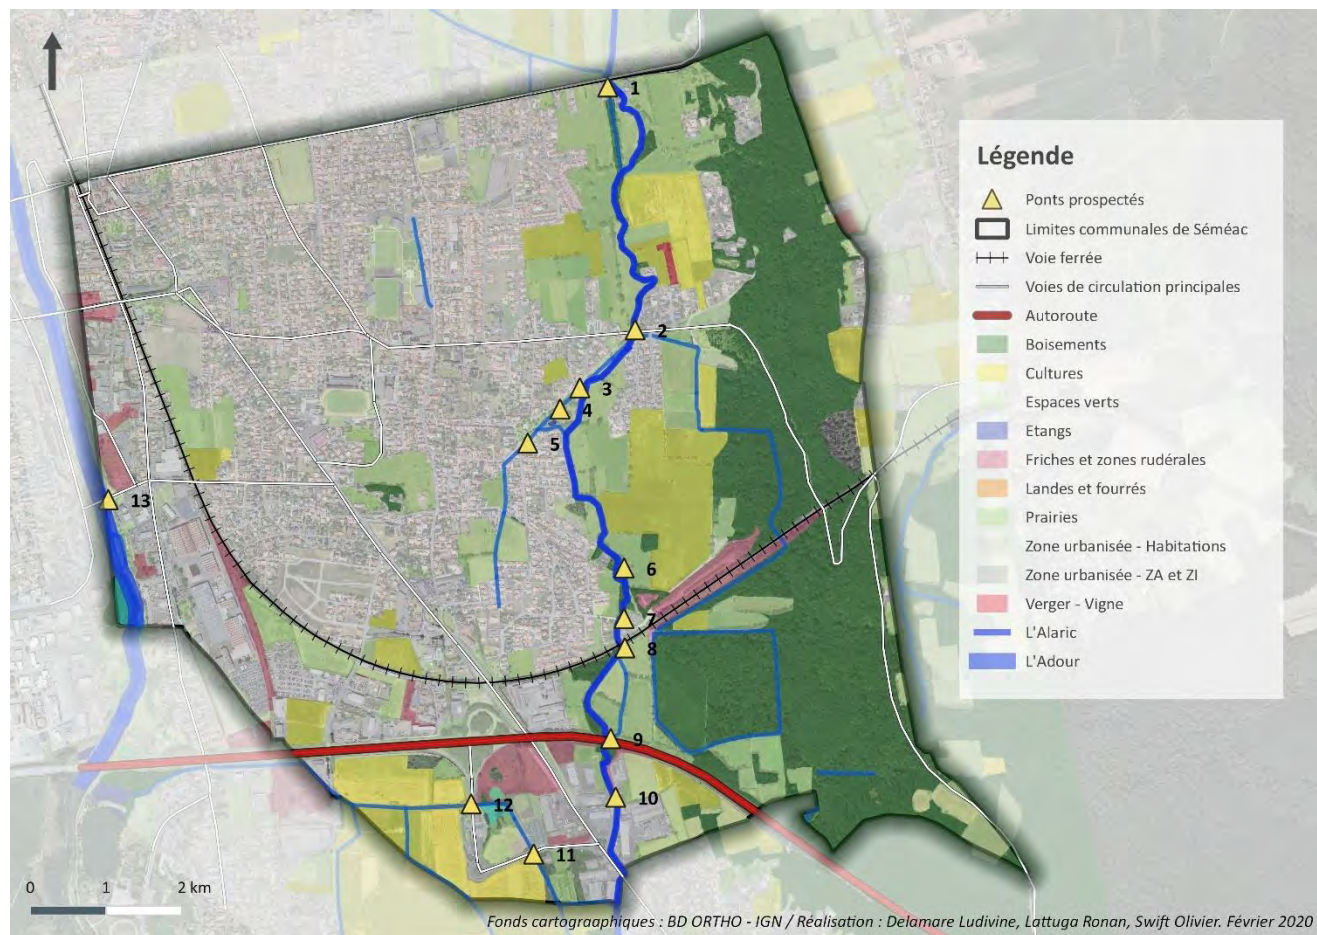 1
2
3
4
5
6
7
8
9
10
11
12
13
Légende
Ponts prospectés
Limites communales de Séméac
Voie ferrée
Voies de circulation principales
Autoroute
Boisements
Cultures
Espaces verts
Etangs
Friches et zones rudérales
Landes et fourrés
Prairies
Zone urbanisée - Habitations
Zone urbanisée - ZA et ZI
Verger - Vigne
L'Alaric
L'Adour
0 1 2 km
Fonds cartograaphiques : BD ORTHO - IGN / Réalisation : Delamare Ludivine, Lattuga Ronan, Swift Olivier. Février 2020